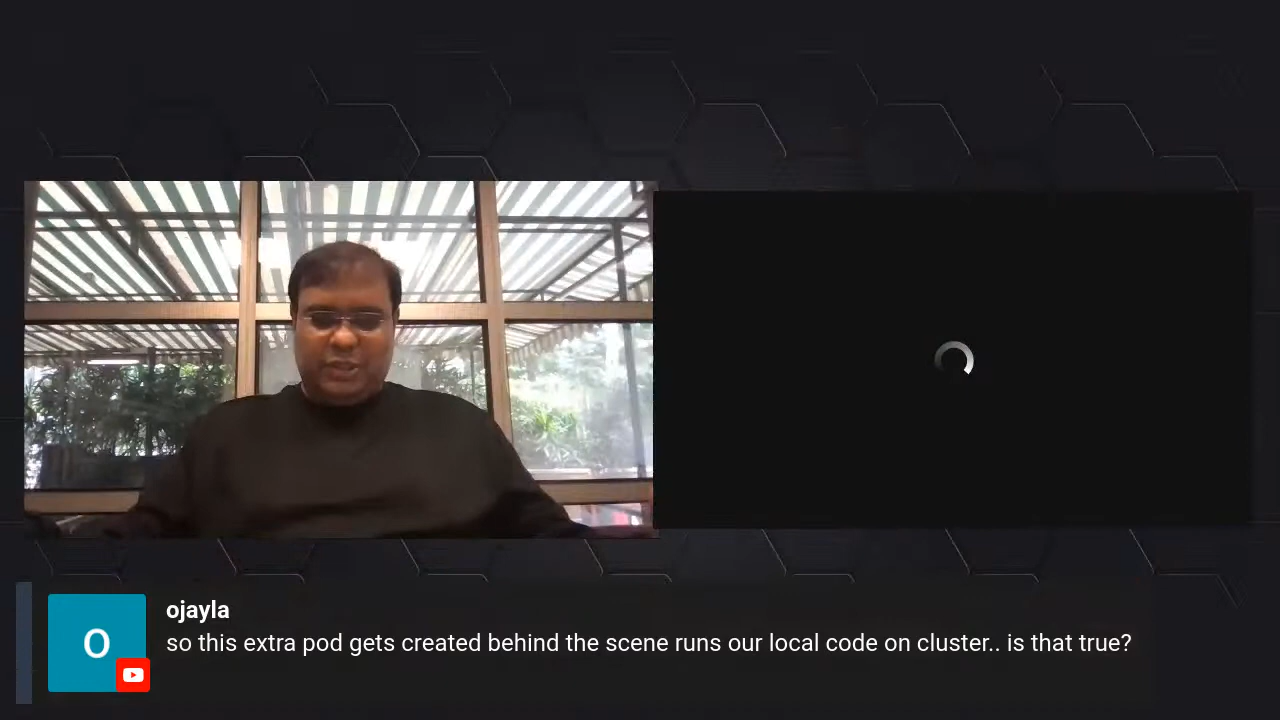 ojayla
O
so this extra pod gets created behind the scene runs our local code on cluster.. is that true?